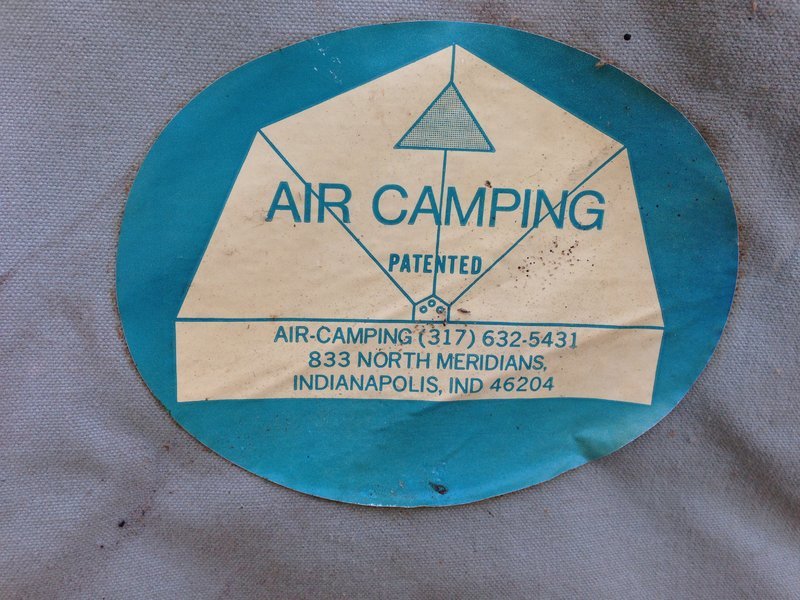 AIR CAMPING
PATENTED
AIR-CAMPING (317) 632-5431
833 NORTH MERIDIANS,
INDIANAPOLIS, IND 46204